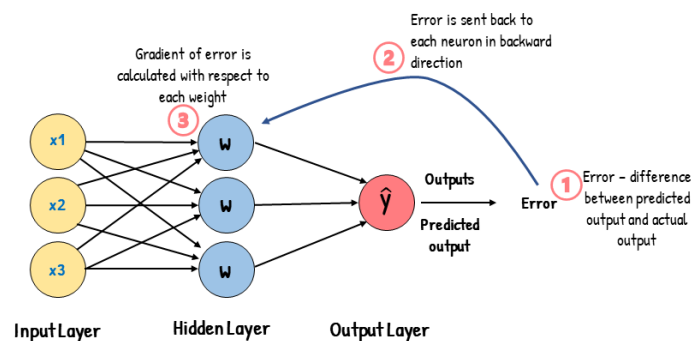 Error is sent back to
each neuron in backward
direction
2
Gradient of error is
calculated with respect to
each weight
3
x1
x2
x3
w
w
w
ŷ
Outputs
Predicted
output
Error
1
Error – difference
between predicted
output and actual
output
Input Layer
Hidden Layer
Output Layer